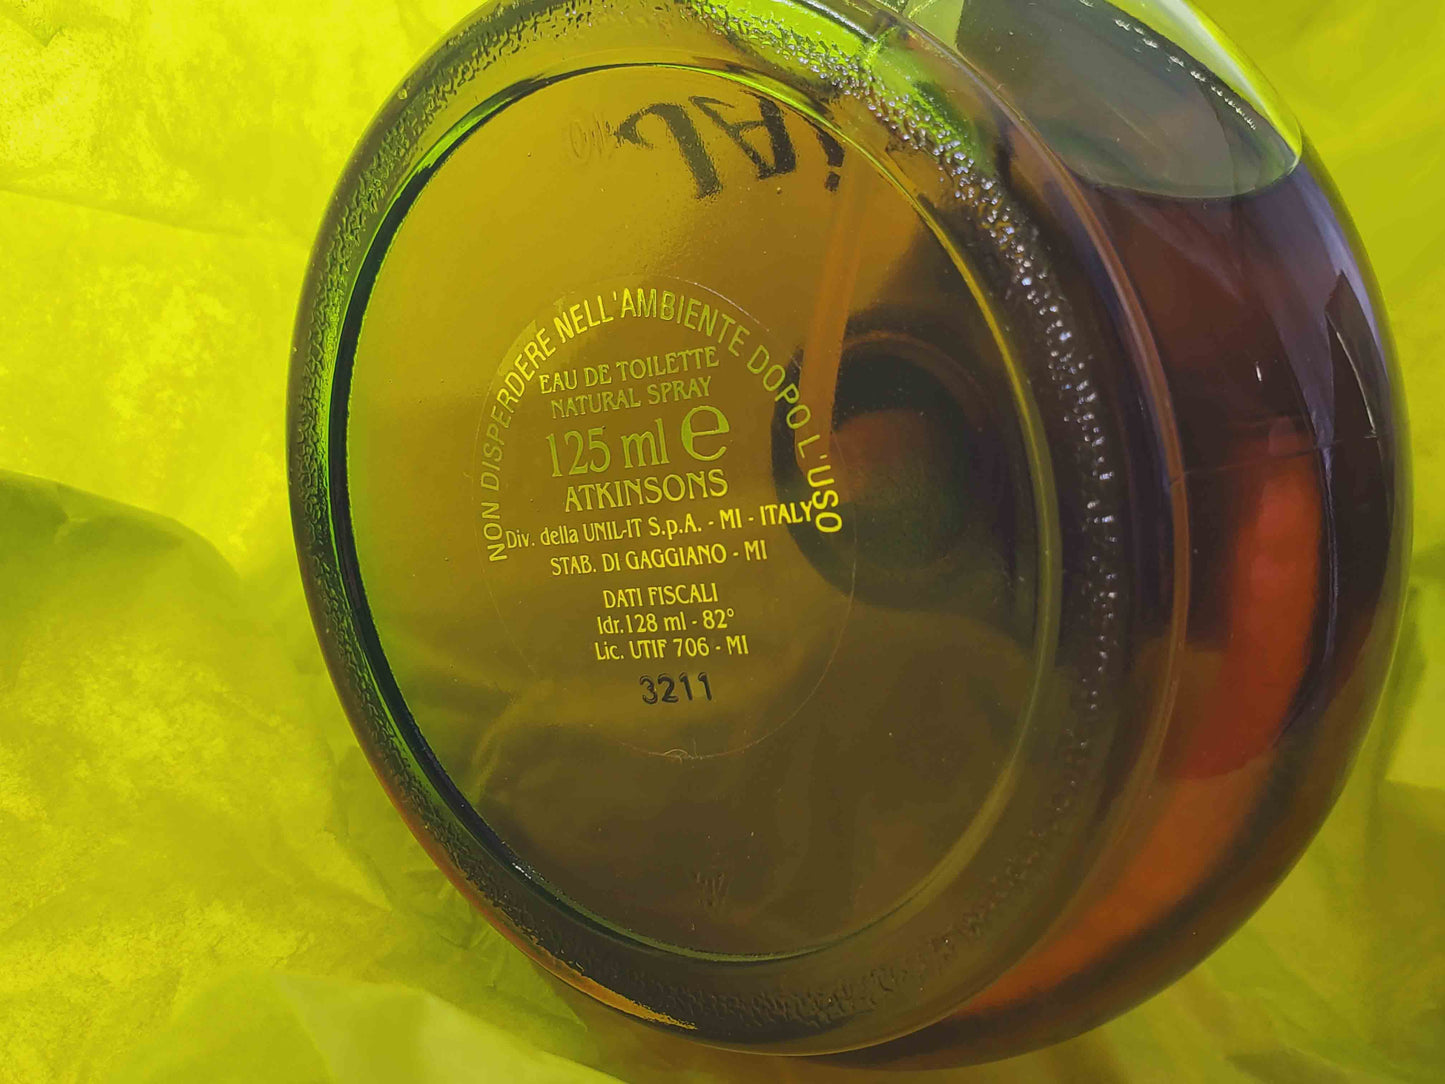 NON DISPERDERE NELL'AMBIENTE DOPO L'USO
EAU DE TOILETTE
NATURAL SPRAY
125 ml e
ATKINSONS
Div. della UNIL-IT S.p.A. - MI - ITALY
STAB. DI GAGGIANO - MI
DATI FISCALI
Idr.128 ml - 82°
Lic. UTIF 706 - MI
3211